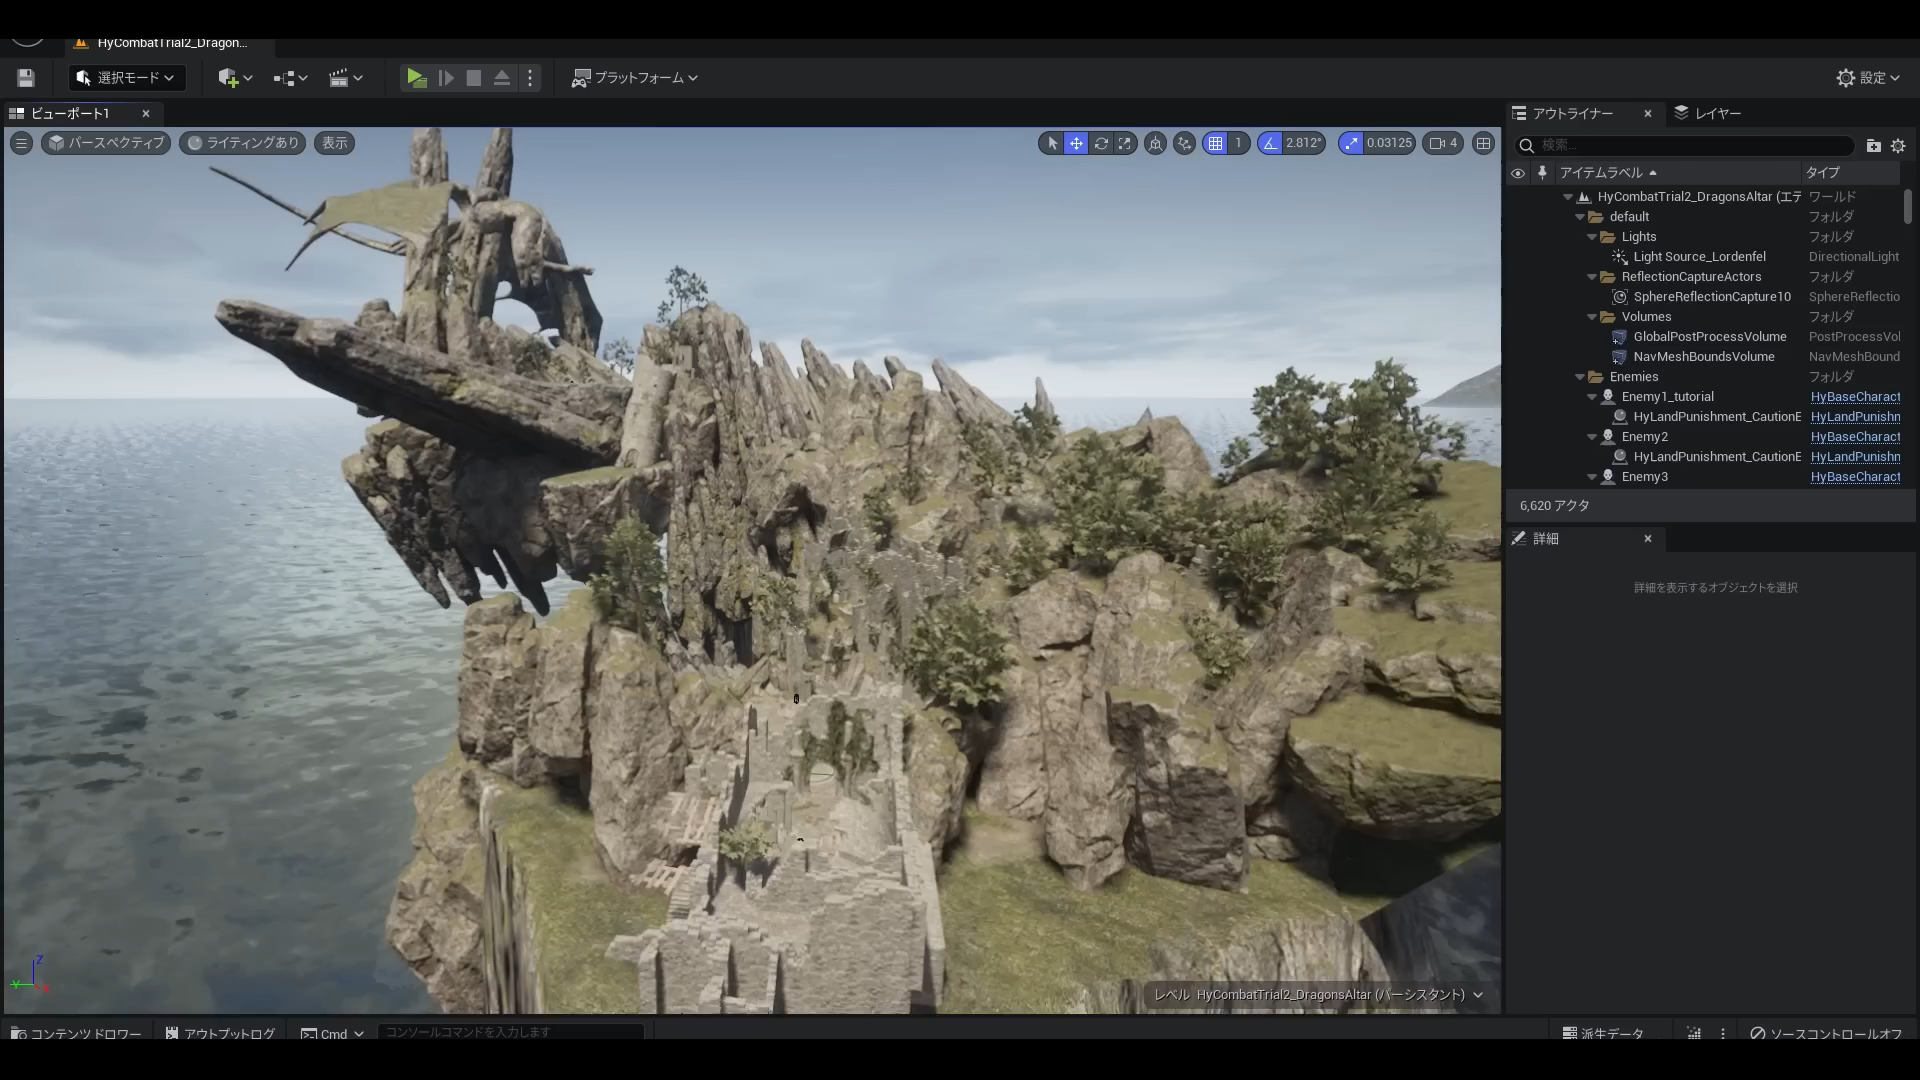 HyCombatTrial2_Dragon...
選択モード
プラットフォーム
設定
ビューポート1
パースペクティブ
ライティングあり
表示
1
2.812°
0.03125
4
アウトライナー
レイヤー
検索...
アイテムラベル
タイプ
HyCombatTrial2_DragonsAltar (エデ
ワールド
default
フォルダ
Lights
フォルダ
Light Source_Lordenfel
DirectionalLight
ReflectionCaptureActors
フォルダ
SphereReflectionCapture10
SphereReflectio
Volumes
フォルダ
GlobalPostProcessVolume
PostProcessVol
NavMeshBoundsVolume
NavMeshBound
Enemies
フォルダ
Enemy1_tutorial
HyBaseCharact
HyLandPunishment_CautionE
HyLandPunishn
Enemy2
HyBaseCharact
HyLandPunishment_CautionE
HyLandPunishn
Enemy3
HyBaseCharact
6,620 アクタ
詳細
詳細を表示するオブジェクトを選択
Z
Y
X
レベル HyCombatTrial2_DragonsAltar (パーシスタント)
コンテンツドロワー
アウトプットログ
Cmd
コンソールコマンドを入力します
派生データ
ソースコントロールオフ